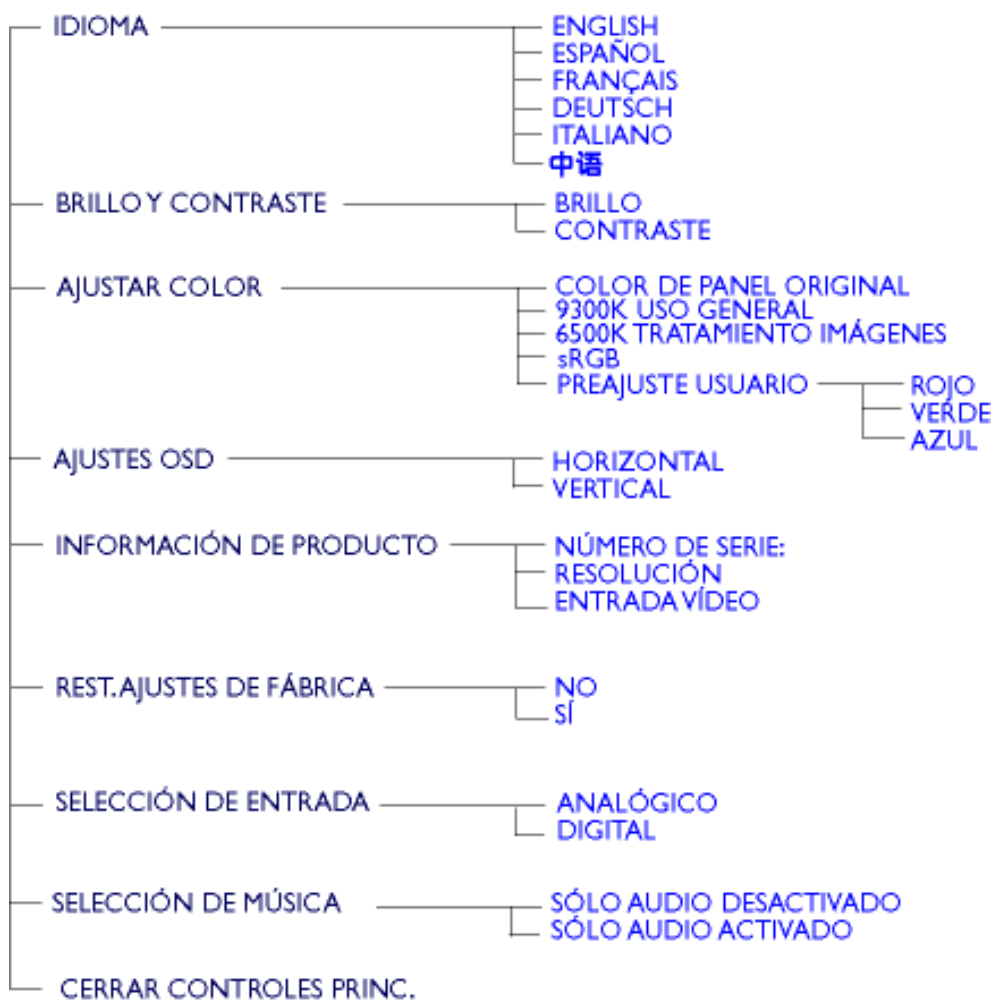 IDIOMA
ENGLISH
ESPAÑOL
FRANÇAIS
DEUTSCH
ITALIANO
中语
BRILLO Y CONTRASTE
BRILLO
CONTRASTE
AJUSTAR COLOR
COLOR DE PANEL ORIGINAL
9300K USO GENERAL
6500K TRATAMIENTO IMÁGENES
sRGB
PREAJUSTE USUARIO
ROJO
VERDE
AZUL
AJUSTES OSD
HORIZONTAL
VERTICAL
INFORMACIÓN DE PRODUCTO
NÚMERO DE SERIE:
RESOLUCIÓN
ENTRADA VÍDEO
REST. AJUSTES DE FÁBRICA
NO
SÍ
SELECCIÓN DE ENTRADA
ANALÓGICO
DIGITAL
SELECCIÓN DE MÚSICA
SÓLO AUDIO DESACTIVADO
SÓLO AUDIO ACTIVADO
CERRAR CONTROLES PRINC.